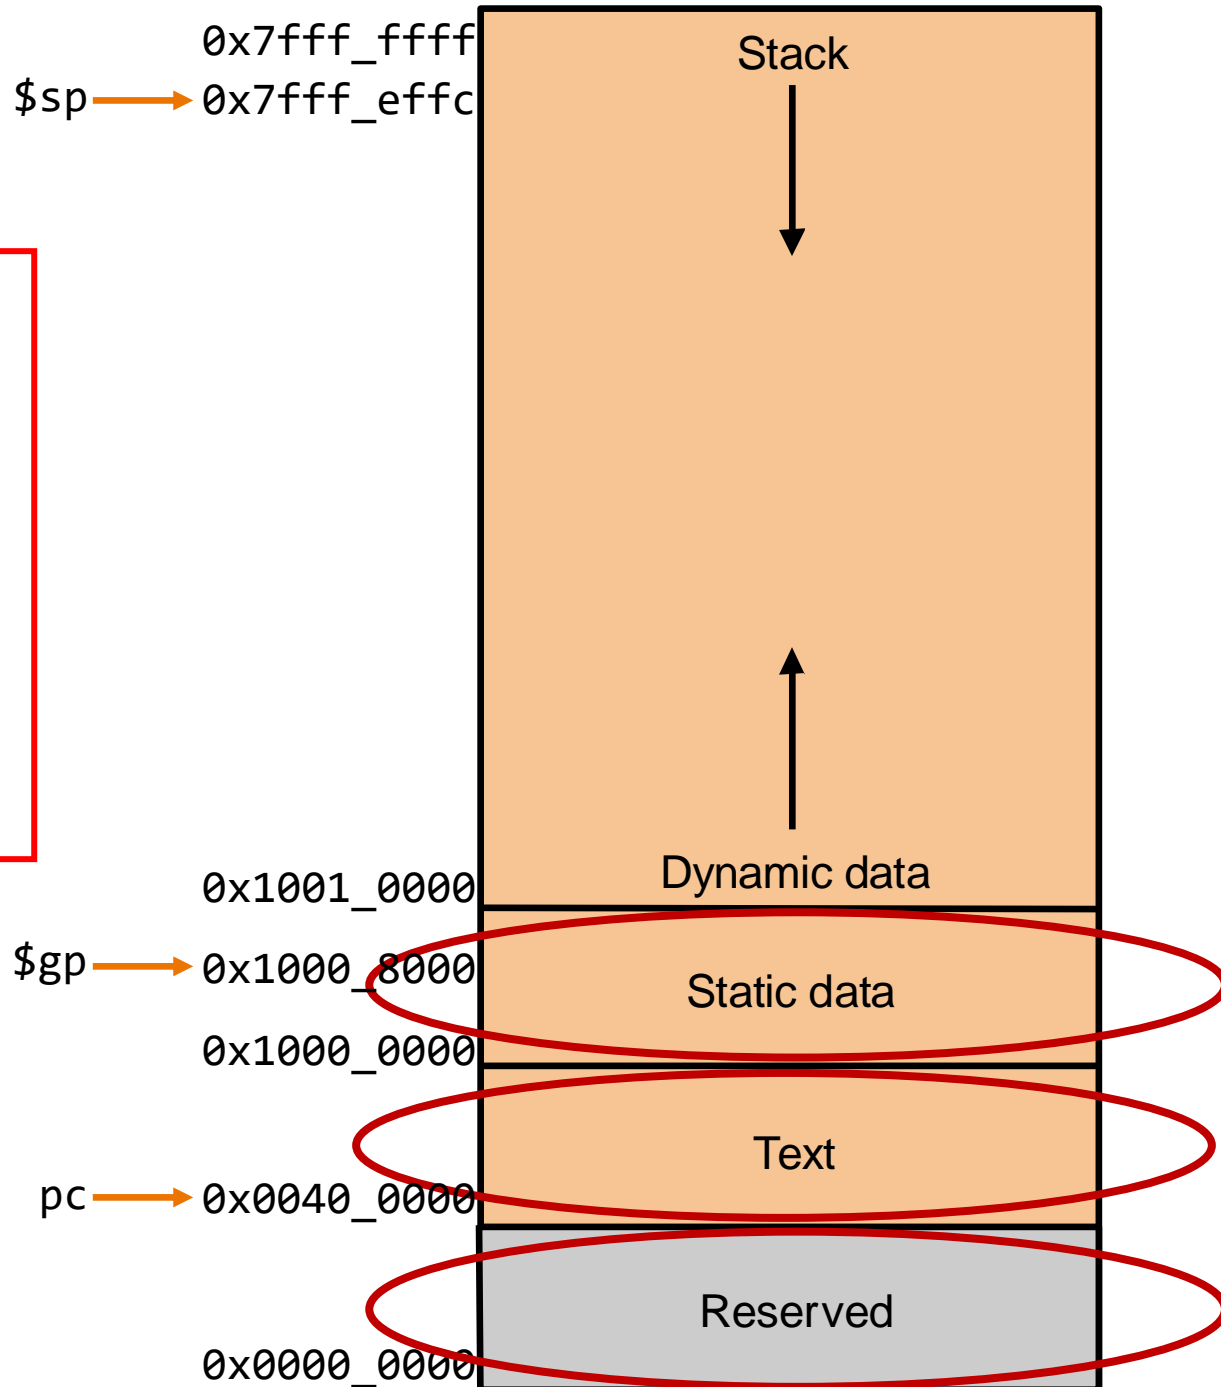 0x7fff_ffff
Stack
$sp
0x7fff_effc
Dynamic data
0x1001_0000
$gp
0x1000_8000
Static data
0x1000_0000
Text
pc
0x0040_0000
Reserved
0x0000_0000